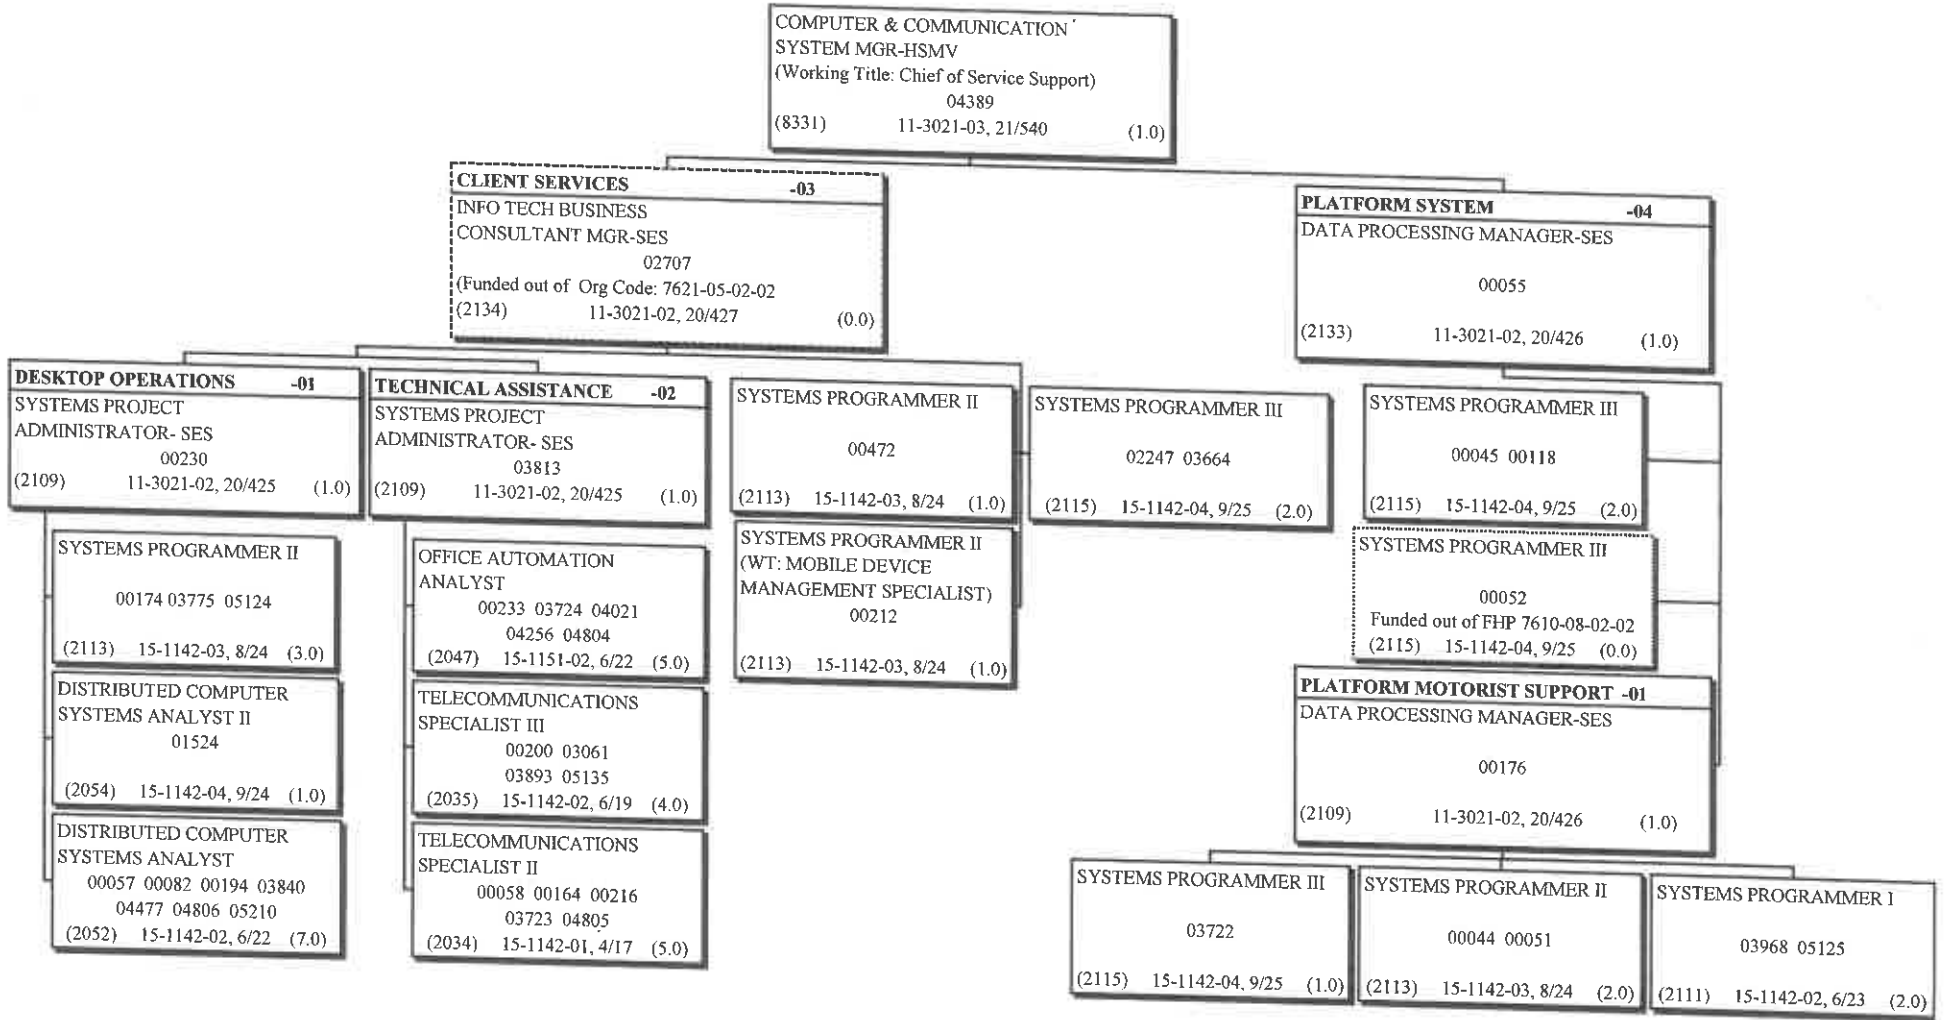 COMPUTER & COMMUNICATION
SYSTEM MGR-HSMV
(Working Title: Chief of Service Support)
04389
(8331) 11-3021-03, 21/540 (1.0)
CLIENT SERVICES -03
INFO TECH BUSINESS
CONSULTANT MGR-SES
02707
(Funded out of Org Code: 7621-05-02-02
(2134) 11-3021-02, 20/427 (0.0)
PLATFORM SYSTEM -04
DATA PROCESSING MANAGER-SES
00055
(2133) 11-3021-02, 20/426 (1.0)
DESKTOP OPERATIONS -01
SYSTEMS PROJECT
ADMINISTRATOR- SES
00230
(2109) 11-3021-02, 20/425 (1.0)
TECHNICAL ASSISTANCE -02
SYSTEMS PROJECT
ADMINISTRATOR- SES
03813
(2109) 11-3021-02, 20/425 (1.0)
SYSTEMS PROGRAMMER II
00472
(2113) 15-1142-03, 8/24 (1.0)
SYSTEMS PROGRAMMER III
02247 03664
(2115) 15-1142-04, 9/25 (2.0)
SYSTEMS PROGRAMMER III
00045 00118
(2115) 15-1142-04, 9/25 (2.0)
SYSTEMS PROGRAMMER II
00174 03775 05124
(2113) 15-1142-03, 8/24 (3.0)
OFFICE AUTOMATION
ANALYST
00233 03724 04021
04256 04804
(2047) 15-1151-02, 6/22 (5.0)
SYSTEMS PROGRAMMER II
(WT: MOBILE DEVICE
MANAGEMENT SPECIALIST)
00212
(2113) 15-1142-03, 8/24 (1.0)
SYSTEMS PROGRAMMER III
00052
Funded out of FHP 7610-08-02-02
(2115) 15-1142-04, 9/25 (0.0)
DISTRIBUTED COMPUTER
SYSTEMS ANALYST II
01524
(2054) 15-1142-04, 9/24 (1.0)
TELECOMMUNICATIONS
SPECIALIST III
00200 03061
03893 05135
(2035) 15-1142-02, 6/19 (4.0)
PLATFORM MOTORIST SUPPORT -01
DATA PROCESSING MANAGER-SES
00176
(2109) 11-3021-02, 20/426 (1.0)
DISTRIBUTED COMPUTER
SYSTEMS ANALYST
00057 00082 00194 03840
04477 04806 05210
(2052) 15-1142-02, 6/22 (7.0)
TELECOMMUNICATIONS
SPECIALIST II
00058 00164 00216
03723 04805
(2034) 15-1142-01, 4/17 (5.0)
SYSTEMS PROGRAMMER III
03722
(2115) 15-1142-04, 9/25 (1.0)
SYSTEMS PROGRAMMER II
00044 00051
(2113) 15-1142-03, 8/24 (2.0)
SYSTEMS PROGRAMMER I
03968 05125
(2111) 15-1142-02, 6/23 (2.0)